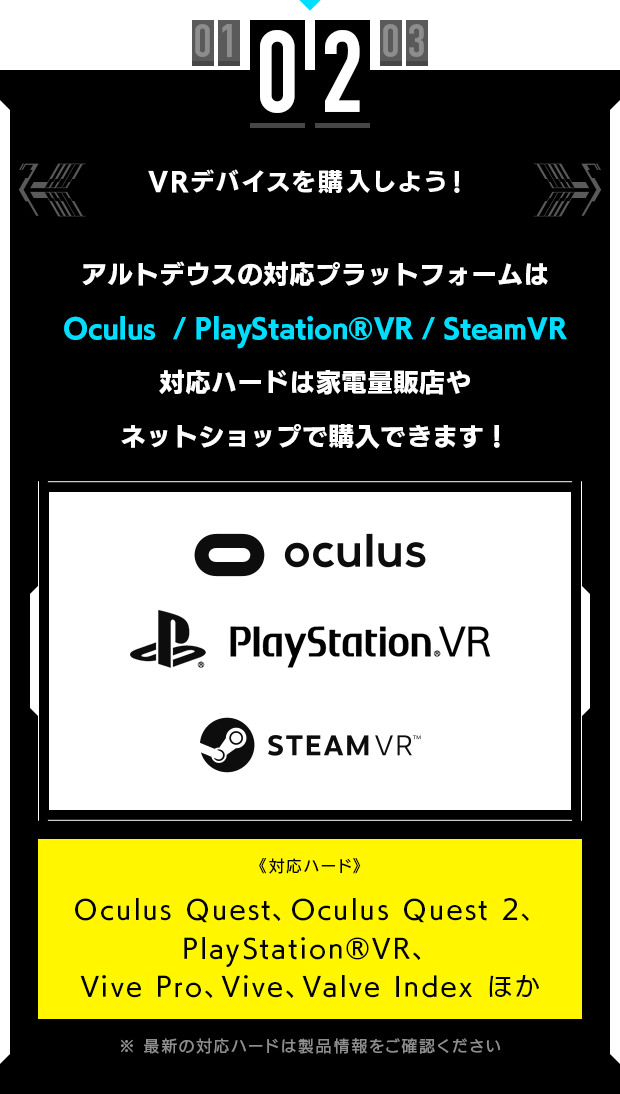 01 02 03
VRデバイスを購入しよう！
アルトデウスの対応プラットフォームは
Oculus / PlayStation®VR / SteamVR
対応ハードは家電量販店や
ネットショップで購入できます！
oculus
PlayStation®VR
STEAMVR™
《対応ハード》
Oculus Quest、Oculus Quest 2、
PlayStation®VR、
Vive Pro、Vive、Valve Index ほか
※ 最新の対応ハードは製品情報をご確認ください